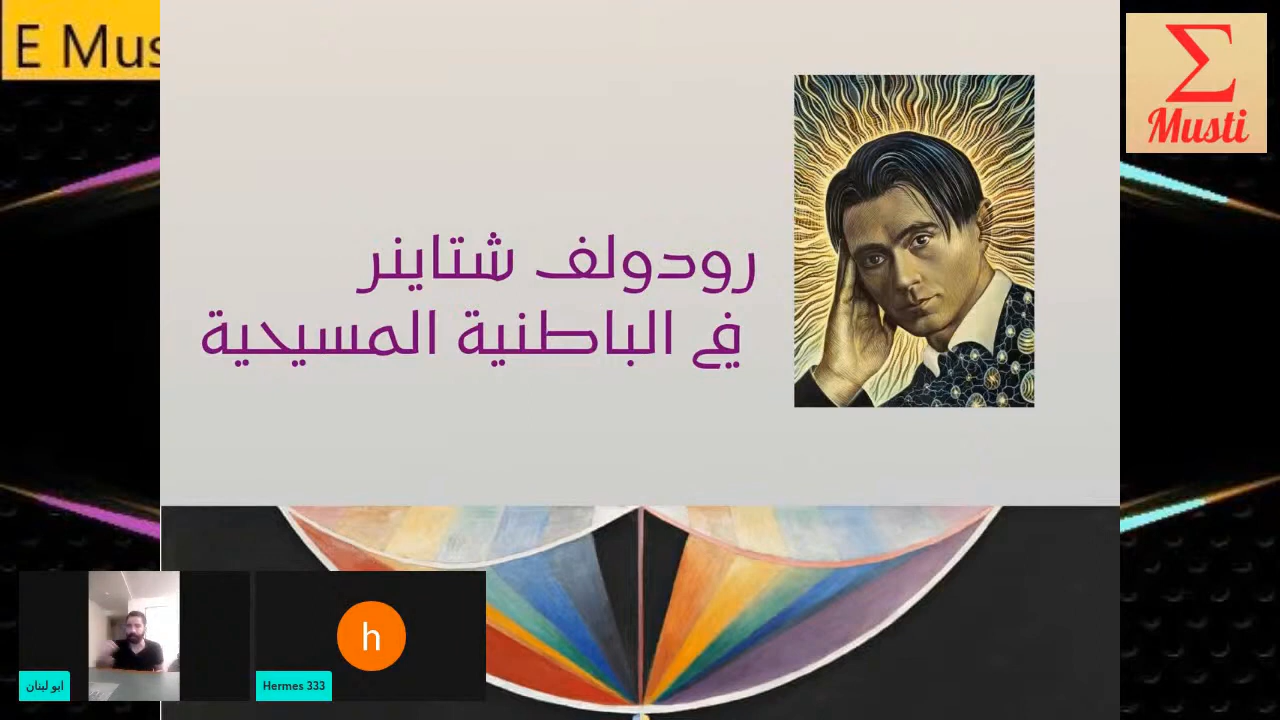 E Mus
Σ
Musti
رودولف شتاينر
في الباطنية المسيحية
h
ابو لبنان
Hermes 333